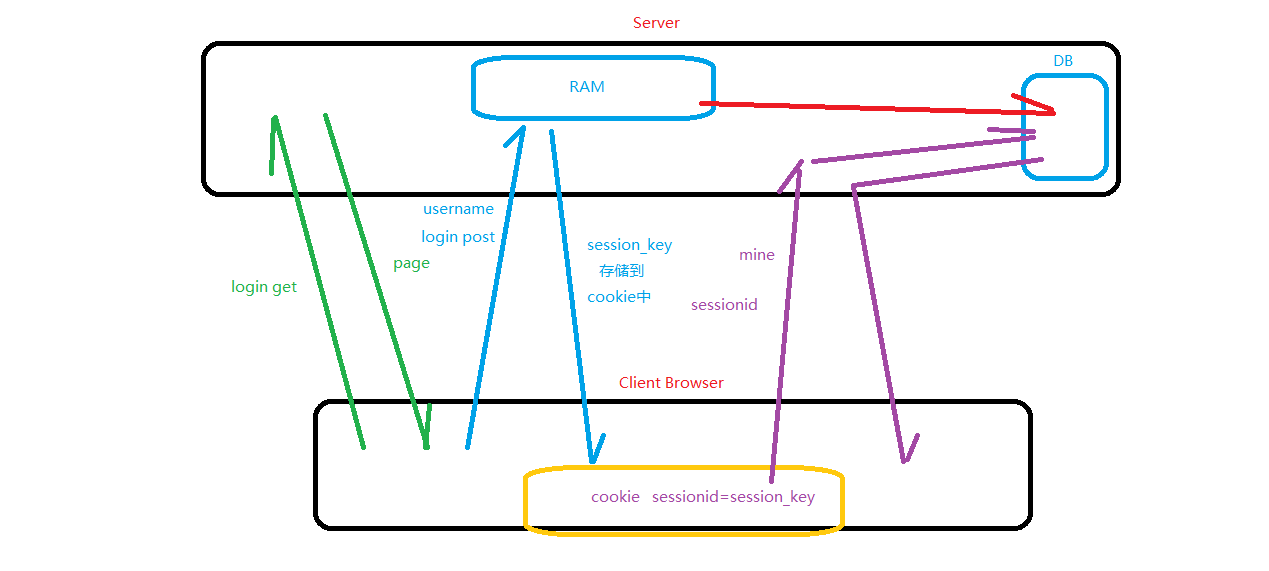 Server
DB
RAM
username
login post
page
login get
session_key
存储到
cookie中
mine
sessionid
Client Browser
cookie sessionid=session_key